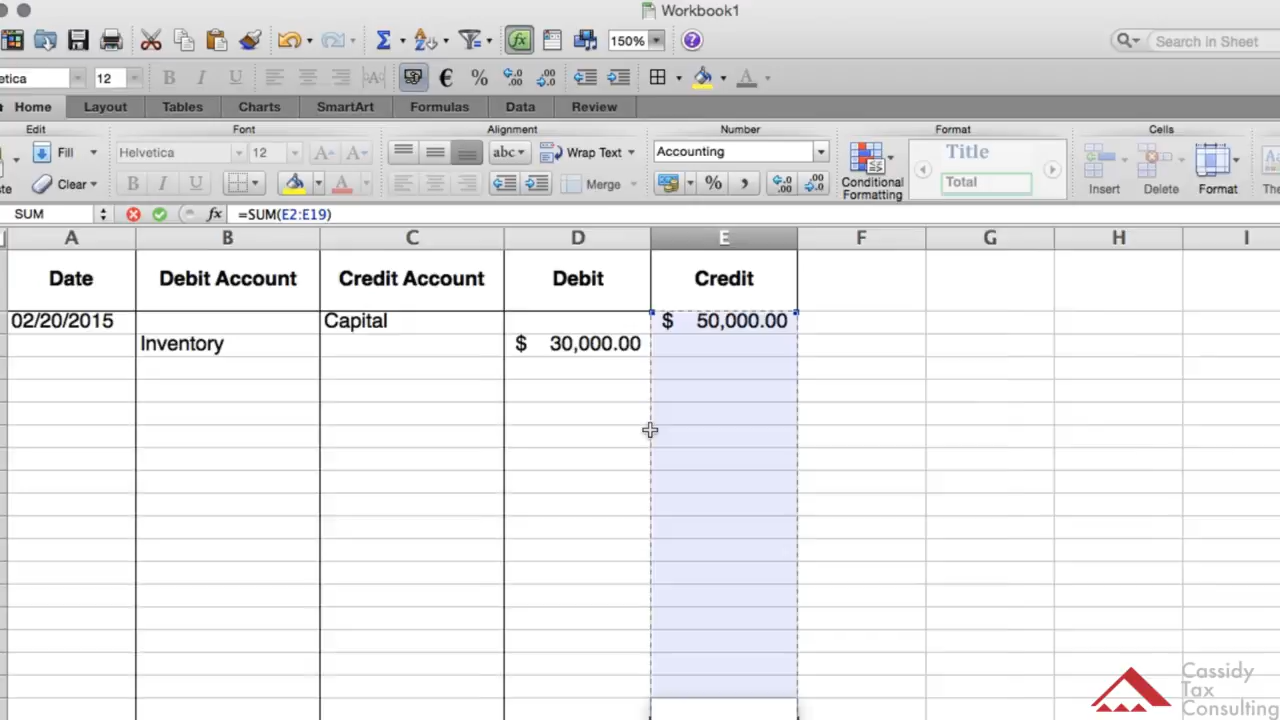 Workbook1
150%
Search in Sheet
etica
12
B I U
A
€ %
A
Home Layout Tables Charts SmartArt Formulas Data Review
Edit Font Alignment Number Format Cells
Fill
Helvetica 12 A A
abc Wrap Text
Accounting
Title
Total
Clear
B I U
A
Merge
% ,
Conditional
Formatting
Insert Delete Format
SUM fx =SUM(E2:E19)
A B C D E F G H I
Date Debit Account Credit Account Debit Credit
02/20/2015 Capital $ 50,000.00
Inventory $ 30,000.00
Cassidy
Tax
Consulting